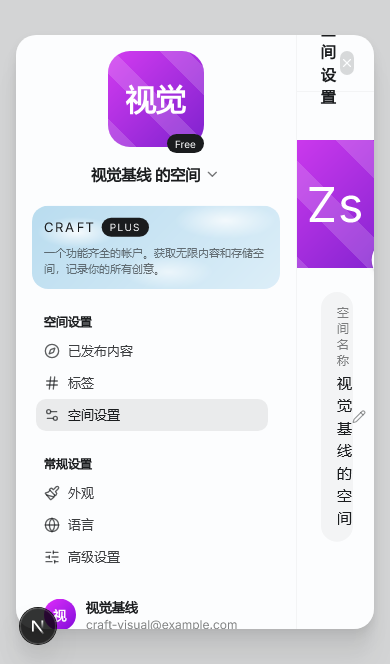 视觉
Free
视觉基线 的空间
CRAFT PLUS
一个功能齐全的帐户。获取无限内容和存储空
间，记录你的所有创意。
空间设置
已发布内容
标签
空间设置
常规设置
外观
语言
高级设置
视
视觉基线
craft-visual@example.com
N
空
间
设
置
Zs
空
间
名
称
视
觉
基
线
的
空
间